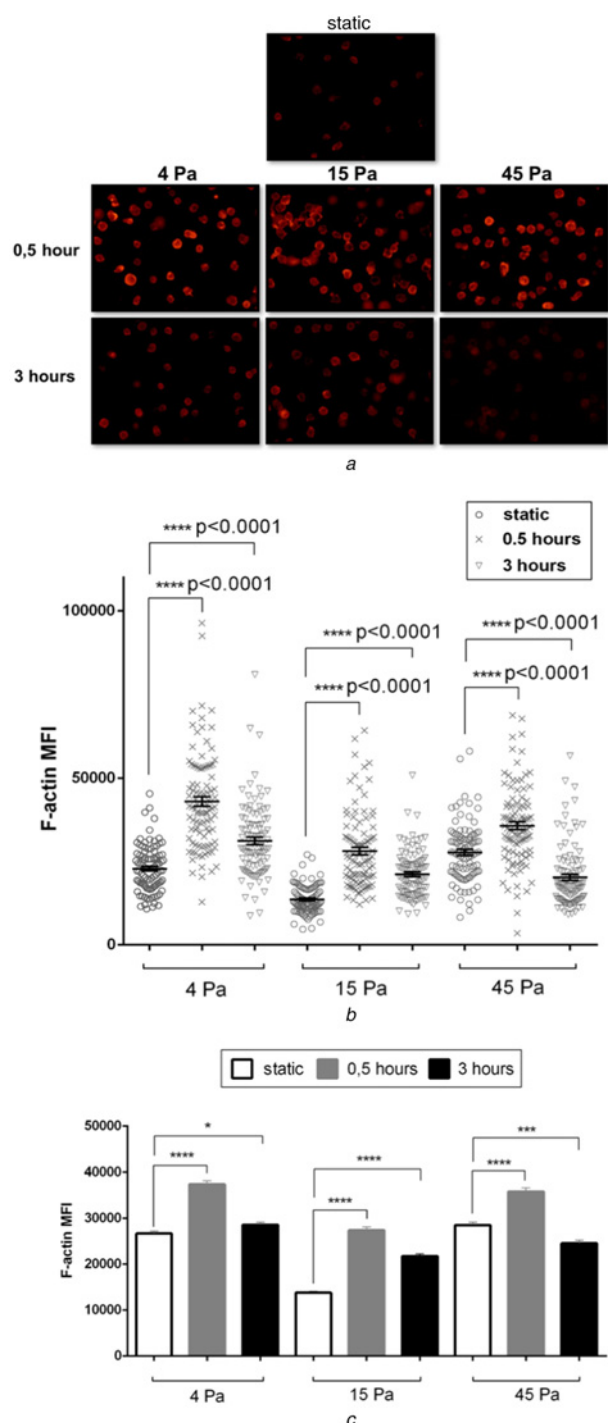 static
4 Pa 15 Pa 45 Pa
0,5 hour
3 hours
a
static
0.5 hours
3 hours
**** p<0.0001
**** p<0.0001
**** p<0.0001
**** p<0.0001
**** p<0.0001
**** p<0.0001
100000
50000
0
F-actin MFI
4 Pa 15 Pa 45 Pa
b
static 0,5 hours 3 hours
50000
40000
30000
20000
10000
0
F-actin MFI
* **** ***
**** **** ****
4 Pa 15 Pa 45 Pa
c